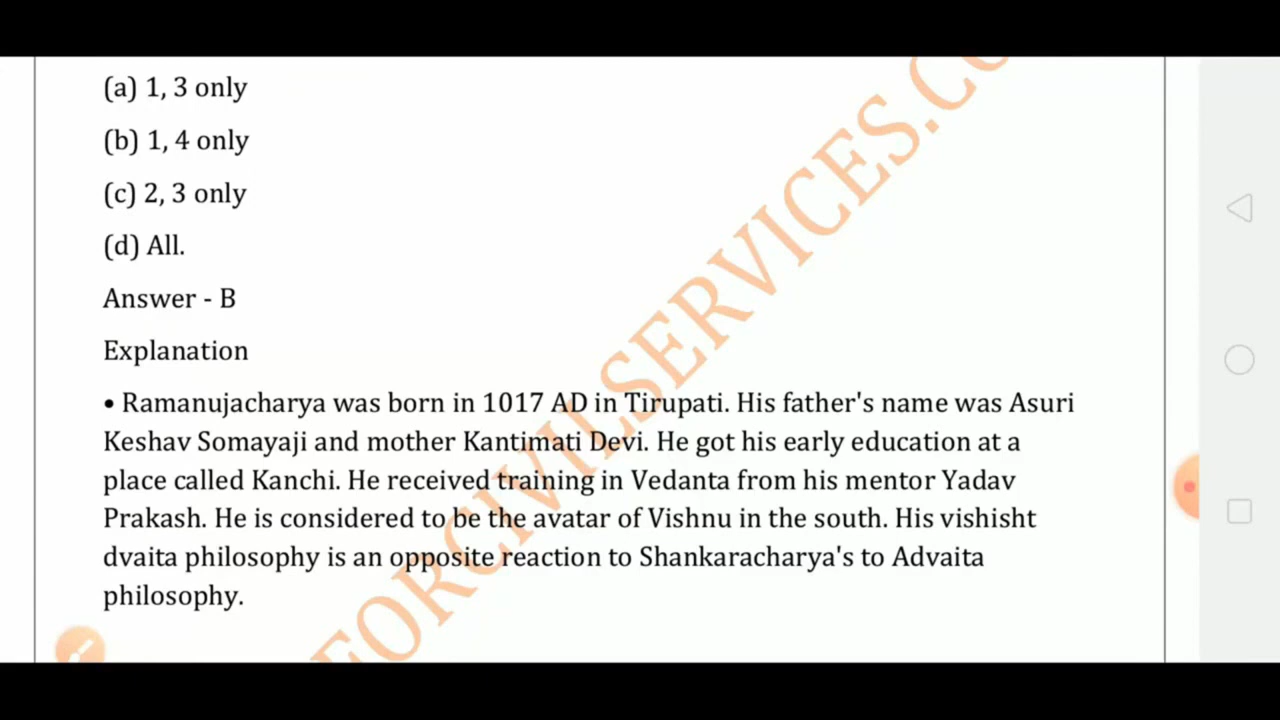 (a) 1, 3 only
(b) 1, 4 only
(c) 2, 3 only
(d) All.
Answer - B
Explanation
• Ramanujacharya was born in 1017 AD in Tirupati. His father's name was Asuri
Keshav Somayaji and mother Kantimati Devi. He got his early education at a
place called Kanchi. He received training in Vedanta from his mentor Yadav
Prakash. He is considered to be the avatar of Vishnu in the south. His vishisht
dvaita philosophy is an opposite reaction to Shankaracharya's to Advaita
philosophy.
FORCIVILSERVICES.CO